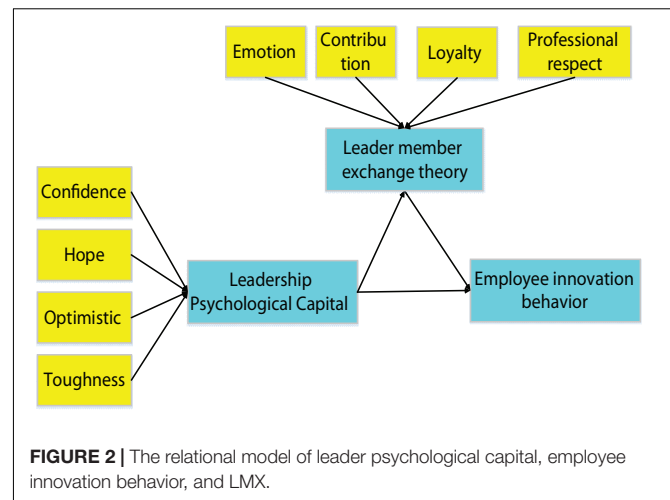 Emotion
Contribu
tion
Loyalty
Professional
respect
Leader member
exchange theory
Confidence
Hope
Optimistic
Toughness
Leadership
Psychological Capital
Employee innovation
behavior
FIGURE 2 | The relational model of leader psychological capital, employee
innovation behavior, and LMX.